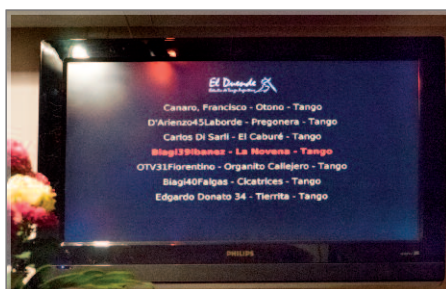 El Duende
Canaro, Francisco - Otono - Tango
D'Arienzo45Laborde - Pregonera - Tango
Carlos Di Sarli - El Caburé - Tango
Biagi39Ibanez - La Novena - Tango
OTV31Fiorentino - Organito Callejero - Tango
Biagi40Falgas - Cicatrices - Tango
Edgardo Donato 34 - Tierrita - Tango
PHILIPS